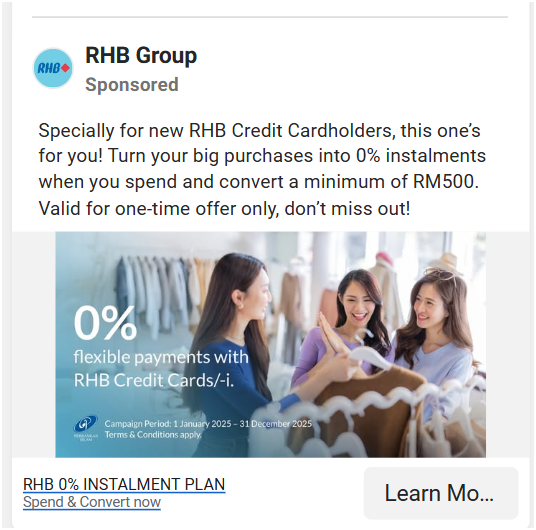 RHB
RHB Group
Sponsored
Specially for new RHB Credit Cardholders, this one's
for you! Turn your big purchases into 0% instalments
when you spend and convert a minimum of RM500.
Valid for one-time offer only, don't miss out!
0%
flexible payments with
RHB Credit Cards/-i.
PERBANKAN
ISLAM
Campaign Period: 1 January 2025 – 31 December 2025
Terms & Conditions apply.
RHB 0% INSTALMENT PLAN
Spend & Convert now
Learn Mo...